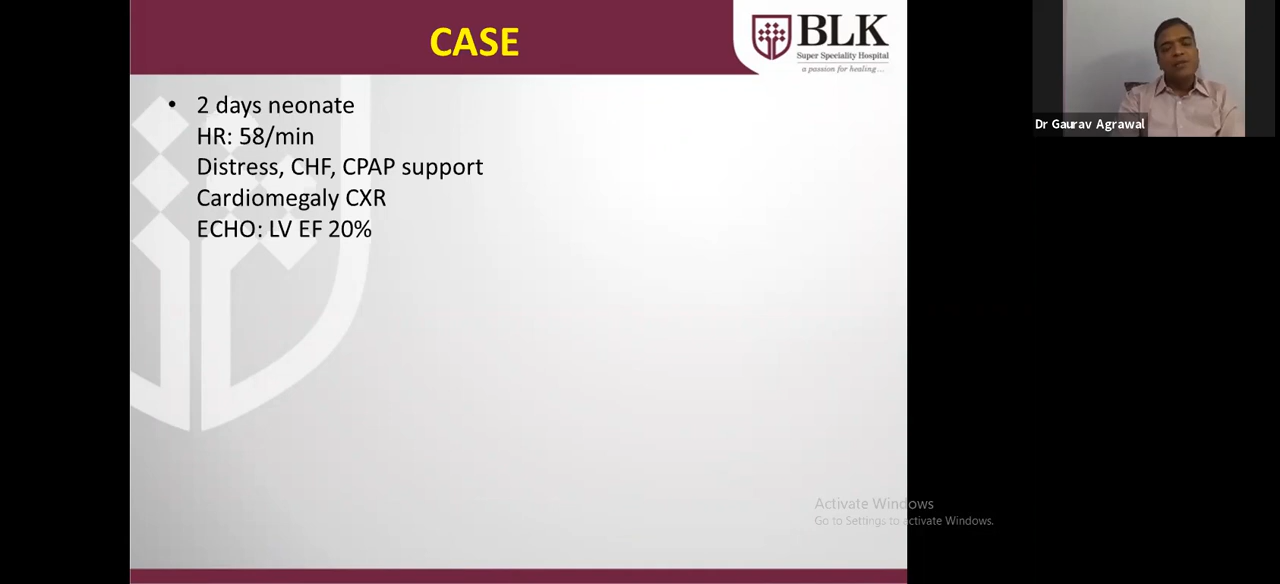 CASE
BLK
Super Speciality Hospital
a passion for healing...
Dr Gaurav Agrawal
• 2 days neonate
HR: 58/min
Distress, CHF, CPAP support
Cardiomegaly CXR
ECHO: LV EF 20%
Activate Windows
Go to Settings to activate Windows.